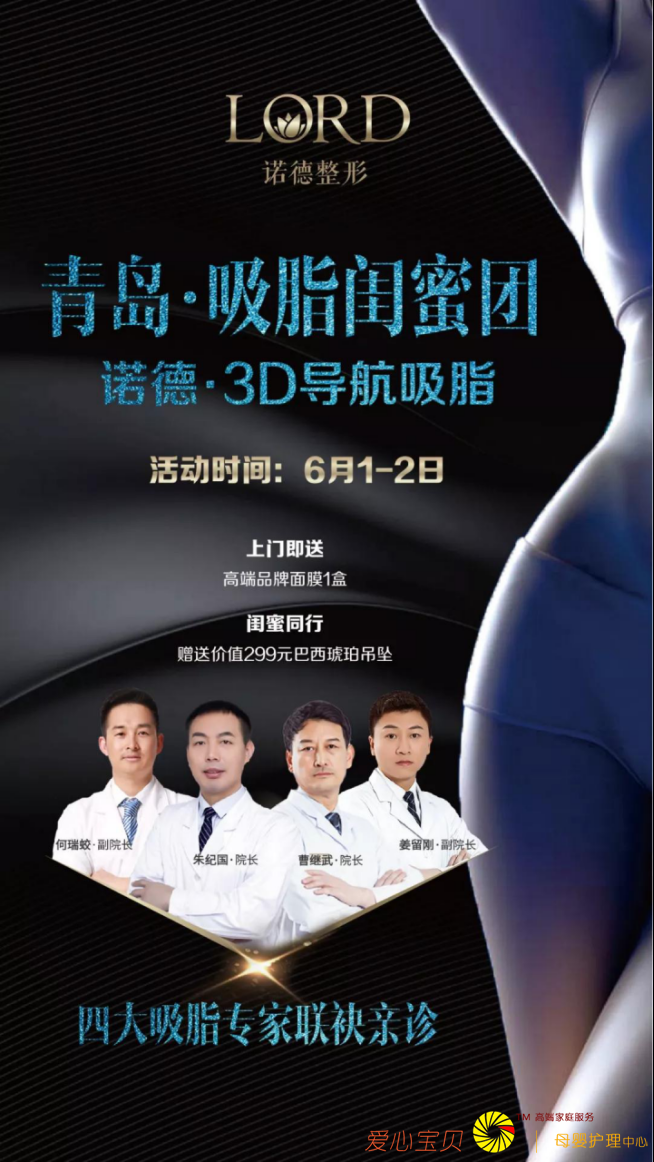 LORD
诺德整形
青岛·吸脂闺蜜团
诺德·3D导航吸脂
活动时间：6月1-2日
上门即送
高端品牌面膜1盒
闺蜜同行
赠送价值299元巴西琥珀吊坠
何瑞蛟·副院长
朱纪国·院长
曹继武·院长
姜留刚·副院长
四大吸脂专家联袂亲诊
TM 高端家庭服务
爱心宝贝
母婴护理中心